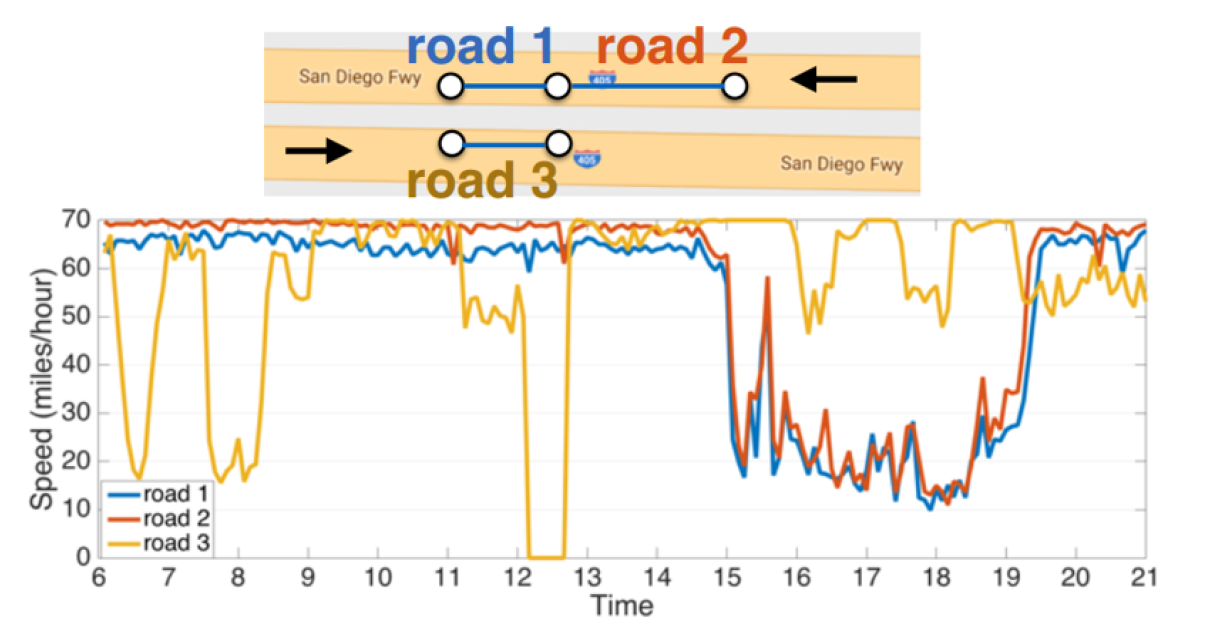 road 1 road 2
San Diego Fwy
405
405
San Diego Fwy
road 3
70
60
50
40
30
20
10
0
Speed (miles/hour)
road 1
road 2
road 3
6 7 8 9 10 11 12 13 14 15 16 17 18 19 20 21
Time